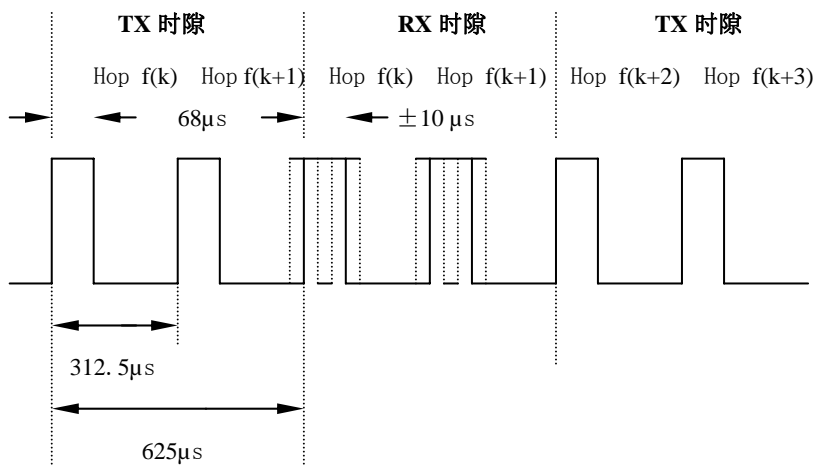 TX 时隙 RX 时隙 TX 时隙
Hop f(k) Hop f(k+1) Hop f(k) Hop f(k+1) Hop f(k+2) Hop f(k+3)
68μs ±10 μs
312.5μs
625μs